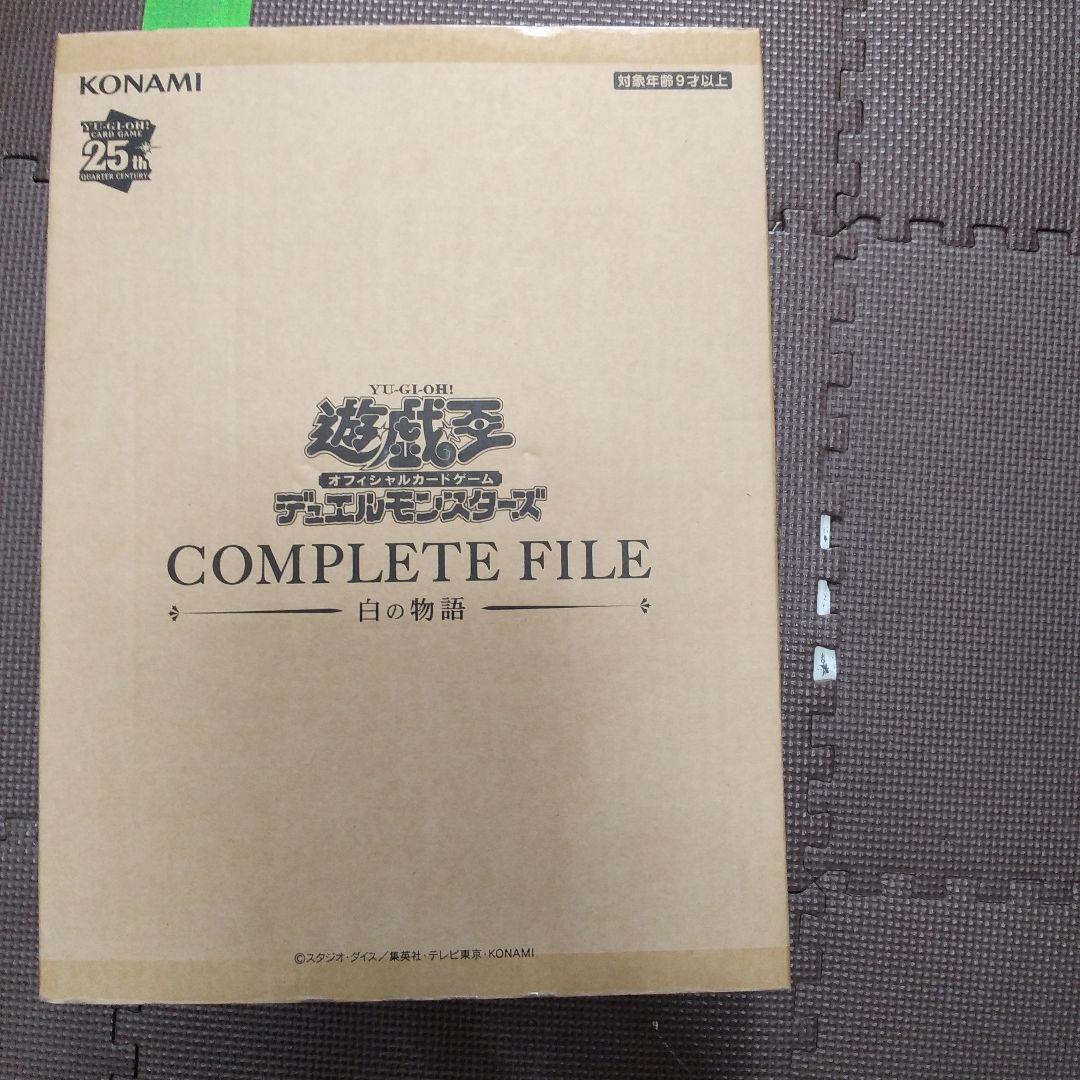 KONAMI
対象年齢9才以上
YU-GI-OH!
CARD GAME
25th
QUARTER CENTURY
YU-GI-OH!
遊戯王
オフィシャルカードゲーム
デュエルモンスターズ
COMPLETE FILE
白の物語
©スタジオ・ダイス/集英社・テレビ東京・KONAMI